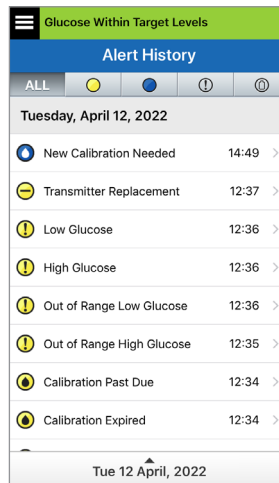 Glucose Within Target Levels
Alert History
ALL
Tuesday, April 12, 2022
New Calibration Needed 14:49
Transmitter Replacement 12:37
Low Glucose 12:36
High Glucose 12:36
Out of Range Low Glucose 12:36
Out of Range High Glucose 12:35
Calibration Past Due 12:34
Calibration Expired 12:34
Tue 12 April, 2022